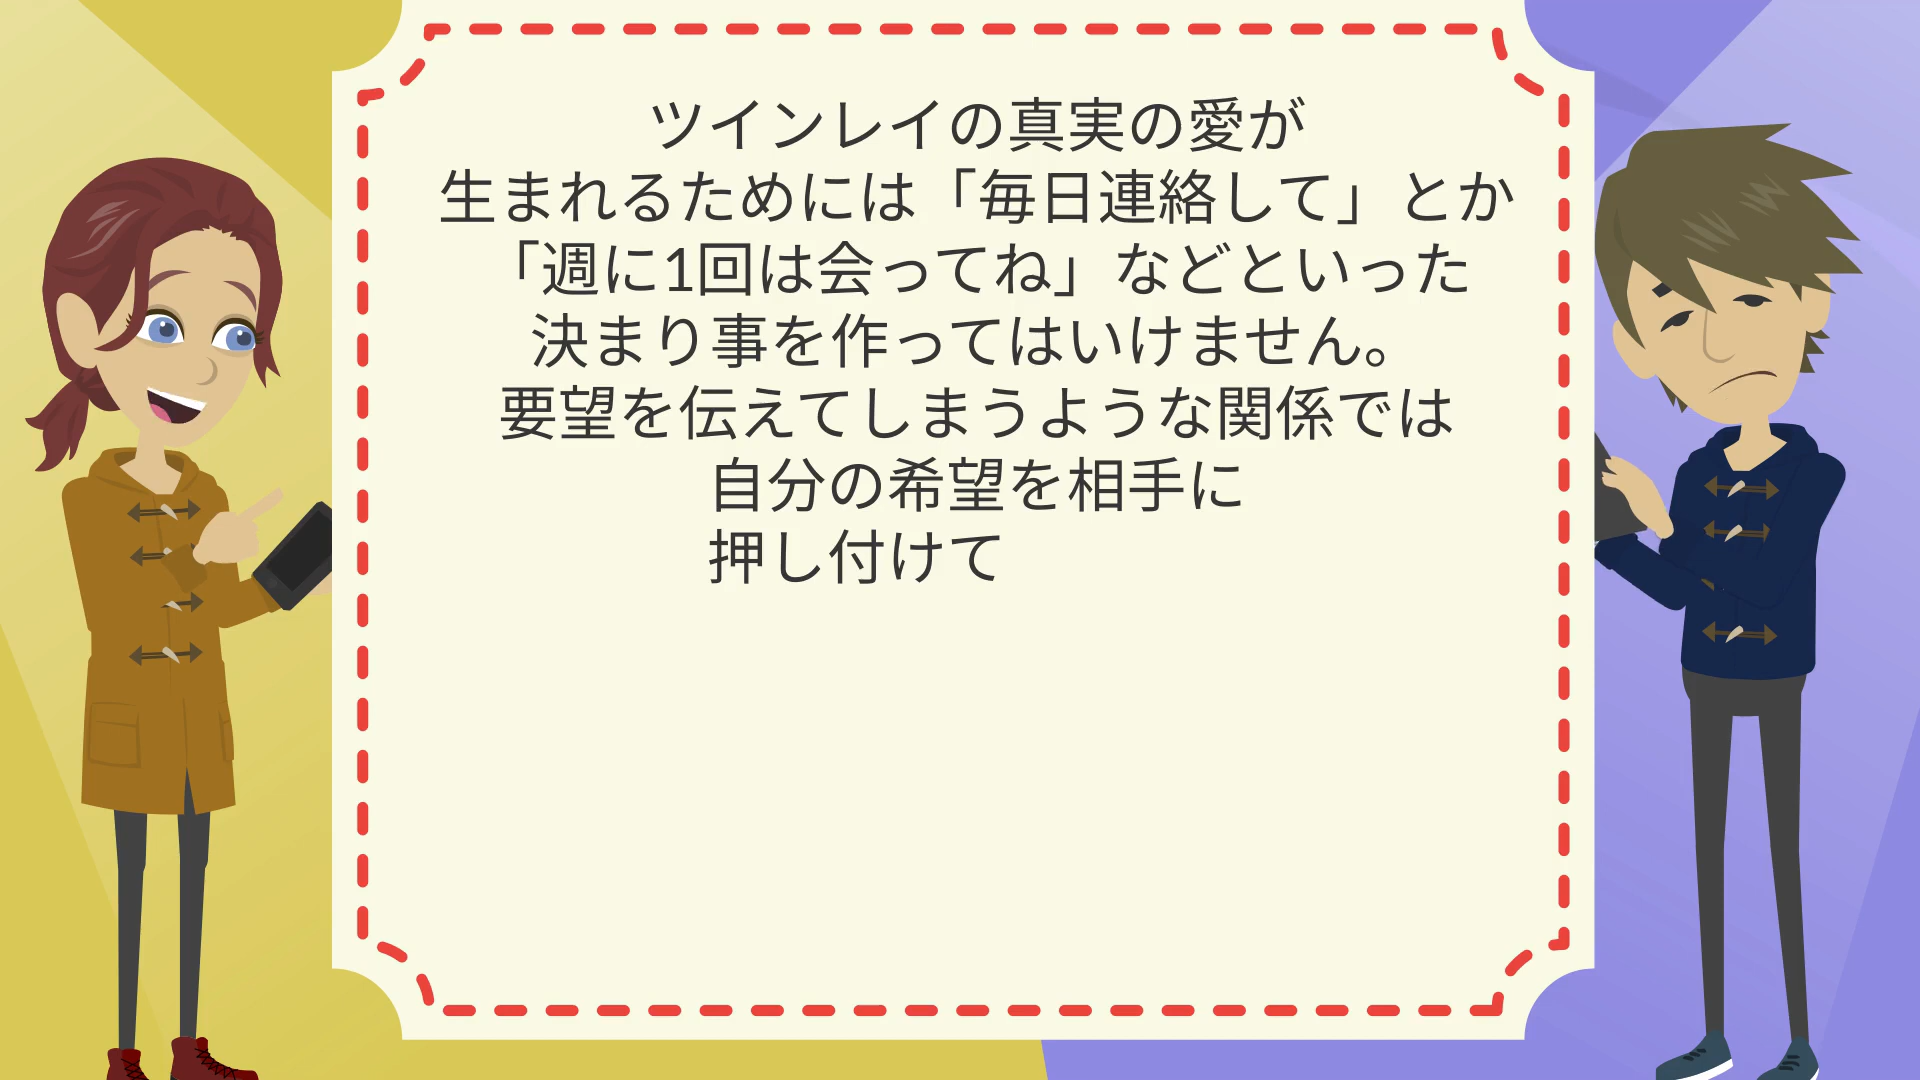 ツインレイの真実の愛が
生まれるためには「毎日連絡して」とか
「週に1回は会ってね」などといった
決まり事を作ってはいけません。
要望を伝えてしまうような関係では
自分の希望を相手に
押し付けて